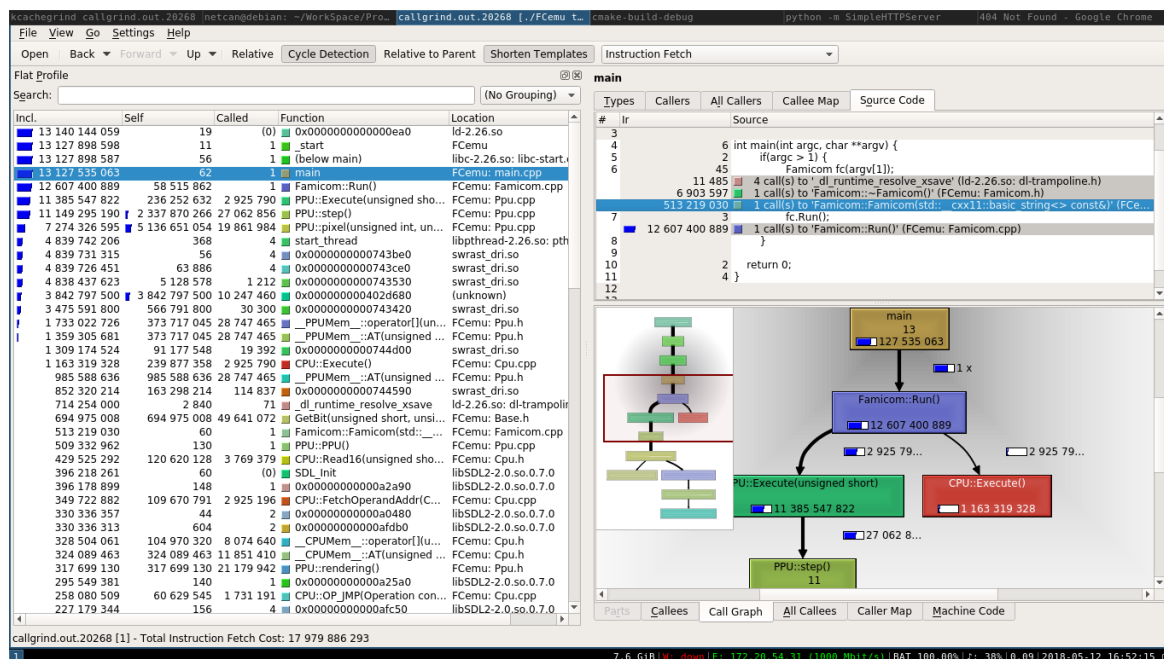 kcachegrind callgrind.out.20268 netcan@debian: ~/WorkSpace/Pro… callgrind.out.20268 [./FCemu t… cmake-build-debug python -m SimpleHTTPServer 404 Not Found - Google Chrome
File View Go Settings Help
Open Back Forward Up Relative Cycle Detection Relative to Parent Shorten Templates Instruction Fetch
Flat Profile
Search: (No Grouping)
Incl. Self Called Function Location
13 140 144 059 19 (0) 0x0000000000000ea0 ld-2.26.so
13 127 898 598 11 1 _start FCemu
13 127 898 587 56 1 (below main) libc-2.26.so: libc-start.
13 127 535 063 62 1 main FCemu: main.cpp
12 607 400 889 58 515 862 1 Famicom::Run() FCemu: Famicom.cpp
11 385 547 822 236 252 632 2 925 790 PPU::Execute(unsigned sho... FCemu: Ppu.cpp
11 149 295 190 2 337 870 266 27 062 856 PPU::step() FCemu: Ppu.cpp
7 274 326 595 5 136 651 054 19 861 984 PPU::pixel(unsigned int, un... FCemu: Ppu.cpp
4 839 742 206 368 4 start_thread libpthread-2.26.so: pth
4 839 731 315 56 4 0x00000000000743be0 swrast_dri.so
4 839 726 451 63 886 4 0x00000000000743ce0 swrast_dri.so
4 838 437 623 5 128 578 1 212 0x0000000000743530 swrast_dri.so
3 842 797 500 3 842 797 500 10 247 460 0x000000000402d680 (unknown)
3 475 591 800 566 791 800 30 300 0x0000000000743420 swrast_dri.so
1 733 022 726 373 717 045 28 747 465 __PPUMem__::operator[](un... FCemu: Ppu.h
1 359 305 681 373 717 045 28 747 465 __PPUMem__::AT(unsigned ... FCemu: Ppu.h
1 309 174 524 91 177 548 19 392 0x0000000000744d00 swrast_dri.so
1 163 319 328 239 877 358 2 925 790 CPU::Execute() FCemu: Cpu.cpp
985 588 636 985 588 636 28 747 465 __PPUMem__::AT(unsigned ... FCemu: Ppu.h
852 320 214 163 298 214 114 837 0x0000000000744590 swrast_dri.so
714 254 000 2 840 71 _dl_runtime_resolve_xsave ld-2.26.so: dl-trampolin
694 975 008 694 975 008 49 641 072 GetBit(unsigned short, unsi... FCemu: Base.h
513 219 030 60 1 Famicom::Famicom(std::__... FCemu: Famicom.cpp
509 332 962 130 1 PPU::PPU() FCemu: Ppu.cpp
429 525 292 120 620 128 3 769 379 CPU::Read16(unsigned short... FCemu: Cpu.h
396 218 261 60 (0) SDL_Init libSDL2-2.0.so.0.7.0
396 178 899 148 1 0x00000000000a2a90 libSDL2-2.0.so.0.7.0
349 722 882 109 670 791 2 925 196 CPU::FetchOperandAddr(C... FCemu: Cpu.cpp
330 336 357 44 2 0x00000000000a0480 libSDL2-2.0.so.0.7.0
330 336 313 604 2 0x00000000000afdb0 libSDL2-2.0.so.0.7.0
328 504 061 104 970 320 8 074 640 __CPUMem__::operator[](u... FCemu: Cpu.h
324 089 463 324 089 463 11 851 410 __CPUMem__::AT(unsigned ... FCemu: Cpu.h
317 699 130 317 699 130 21 179 942 PPU::rendering() FCemu: Ppu.h
295 549 381 140 1 0x00000000000a25a0 libSDL2-2.0.so.0.7.0
258 080 509 60 629 545 1 731 191 CPU::OP_JMP(Operation con... FCemu: Cpu.cpp
227 179 344 156 4 0x00000000000afc50 libSDL2-2.0.so.0.7.0
callgrind.out.20268 [1] - Total Instruction Fetch Cost: 17 979 886 293
main
Types Callers All Callers Callee Map Source Code
# Ir Source
3
4 6 int main(int argc, char **argv) {
5 2 if(argc > 1) {
6 45 Famicom fc(argv[1]);
11 485 4 call(s) to '_dl_runtime_resolve_xsave' (ld-2.26.so: dl-trampoline.h)
6 903 597 1 call(s) to 'Famicom::~Famicom()' (FCemu: Famicom.h)
513 219 030 1 call(s) to 'Famicom::Famicom(std::__cxx11::basic_string<> const&)' (FCe...
7 3 fc.Run();
12 607 400 889 1 call(s) to 'Famicom::Run()' (FCemu: Famicom.cpp)
8 }
9
10 2 return 0;
11 4 }
12
main
13
127 535 063
1 x
Famicom::Run()
12 607 400 889
2 925 79...
2 925 79...
PU::Execute(unsigned short)
11 385 547 822
CPU::Execute()
1 163 319 328
27 062 8...
PPU::step()
11
Parts Callees Call Graph All Callees Caller Map Machine Code
1 7.6 GiB|W: down|E: 172.20.54.31 (1000 Mbit/s)|BAT 100.00%|♪: 38%|0.09|2018-05-12 16:52:15